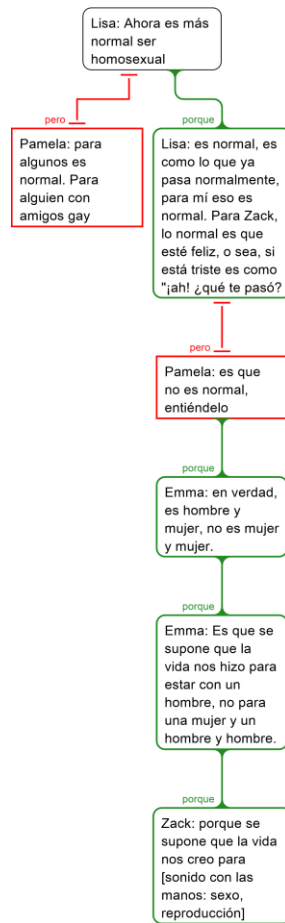 Lisa: Ahora es más
normal ser
homosexual
pero
porque
Pamela: para
algunos es
normal. Para
alguien con
amigos gay
Lisa: es normal, es
como lo que ya
pasa normalmente,
para mí eso es
normal. Para Zack,
lo normal es que
esté feliz, o sea, si
está triste es como
"¡ah! ¿qué te pasó?
pero
Pamela: es que
no es normal,
entiéndelo
porque
Emma: en verdad,
es hombre y
mujer, no es mujer
y mujer.
porque
Emma: Es que se
supone que la
vida nos hizo para
estar con un
hombre, no para
una mujer y un
hombre y hombre.
porque
Zack: porque se
supone que la vida
nos creo para
[sonido con las
manos: sexo,
reproducción]